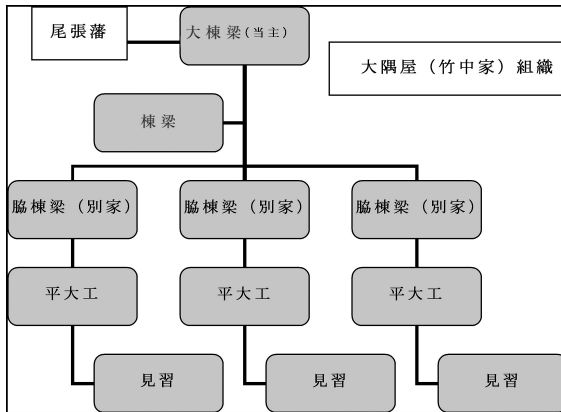 尾張藩
大棟梁(当主)
大隅屋（竹中家）組織
棟梁
脇棟梁（別家）
脇棟梁（別家）
脇棟梁（別家）
平大工
平大工
平大工
見習
見習
見習